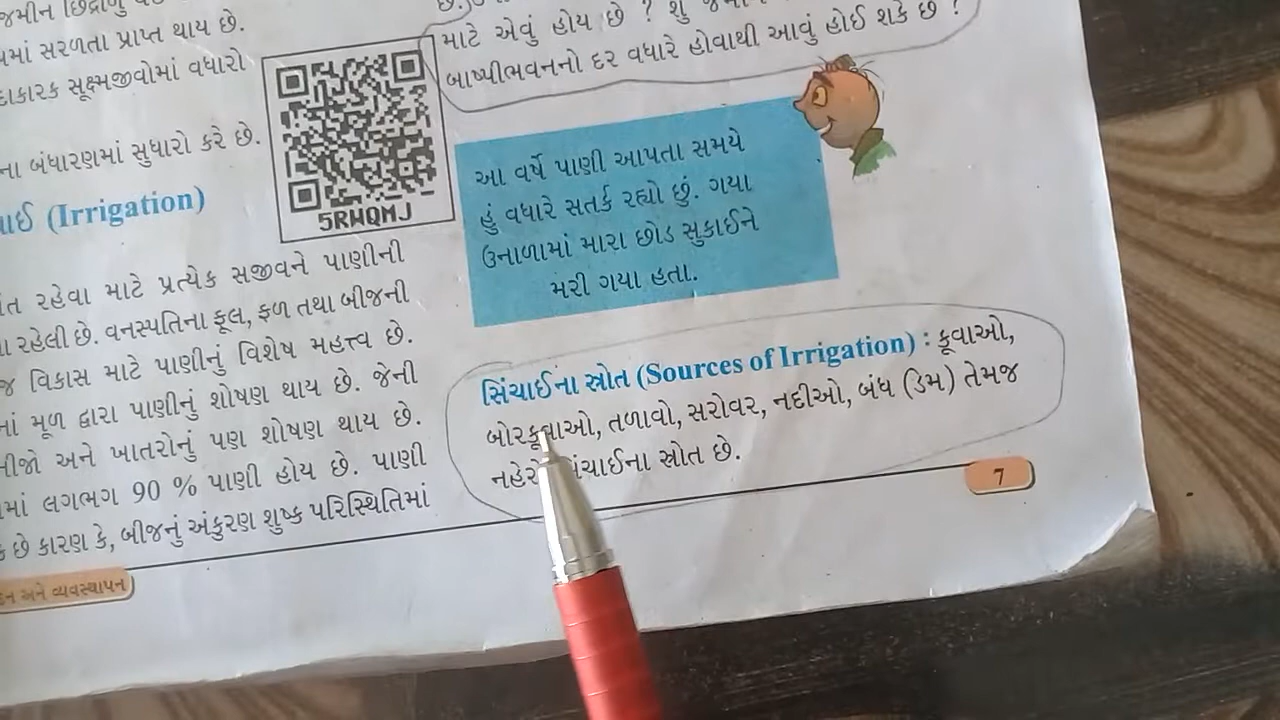 જમીન છિદ્રાળુ
સરળતા પ્રાપ્ત થાય છે.
સૂક્ષ્મજીવોમાં વધારો
બંધારણમાં સુધારો કરે છે.
(Irrigation)
5RHQMJ
રહેવા માટે પ્રત્યેક સજીવને પાણીની
રહેલી છે. વનસ્પતિના ફૂલ, ફળ તથા બીજની
વિકાસ માટે પાણીનું વિશેષ મહત્ત્વ છે.
મૂળ દ્વારા પાણીનું શોષણ થાય છે. જેની
અને ખાતરોનું પણ શોષણ થાય છે.
લગભગ 90 % પાણી હોય છે. પાણી
છે કારણ કે, બીજનું અંકુરણ શુષ્ક પરિસ્થિતિમાં
અને વ્યવસ્થાપન
માટે એવું હોય છે ? શું
બાષ્પીભવનનો દર વધારે હોવાથી આવું હોઈ શકે છે ?
આ વર્ષે પાણી આપતા સમયે
હું વધારે સતર્ક રહ્યો છું. ગયા
ઉનાળામાં મારા છોડ સુકાઈને
મરી ગયા હતા.
સિંચાઈના સ્રોત (Sources of Irrigation) : કૂવાઓ,
બોરકૂવાઓ, તળાવો, સરોવર, નદીઓ, બંધ (ડેમ) તેમજ
સ્રોત છે.
7